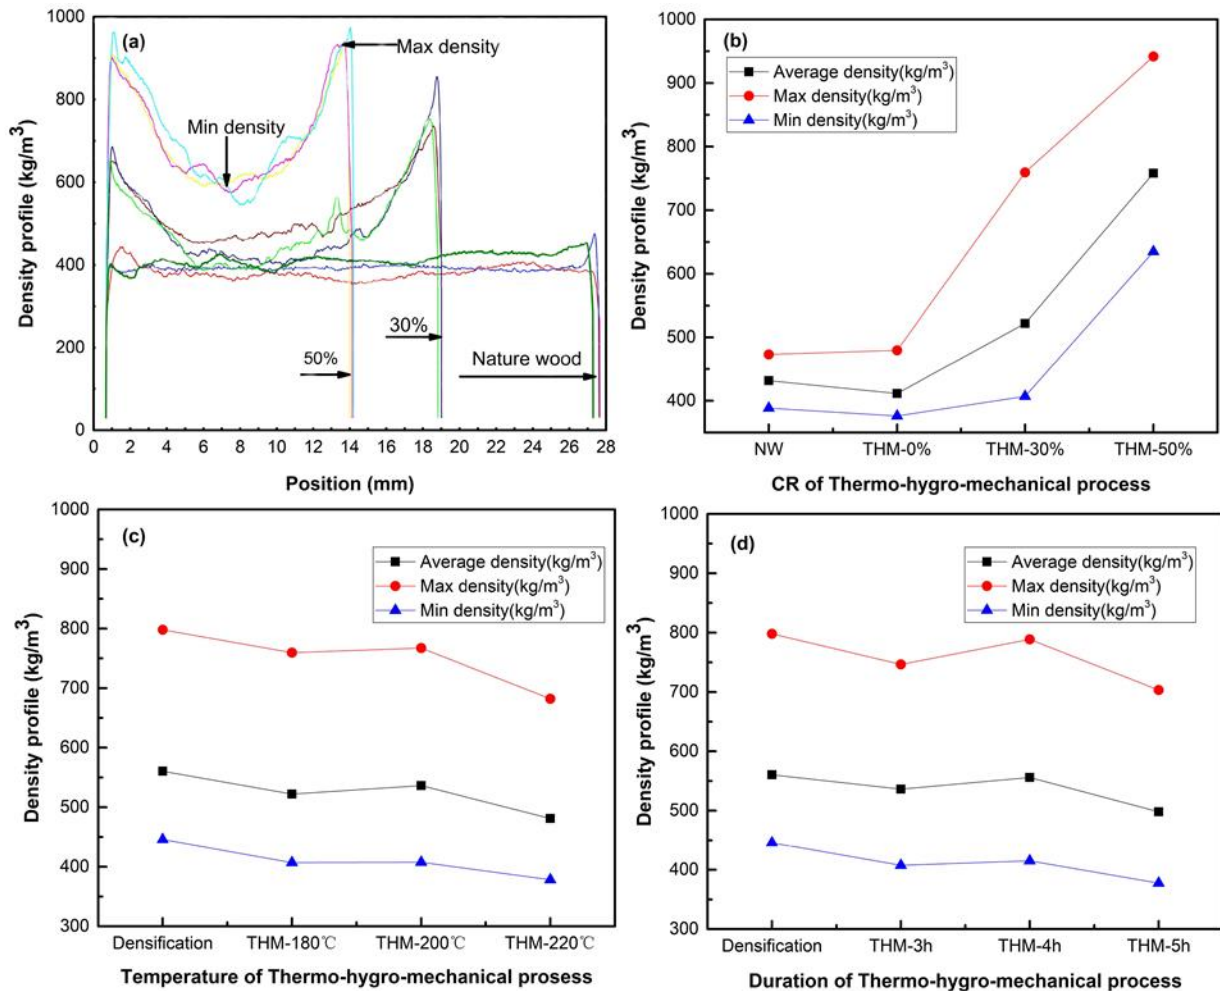 (a)
Max density
Min density
50%
30%
Nature wood
Density profile (kg/m³)
1000
800
600
400
200
0
0 2 4 6 8 10 12 14 16 18 20 22 24 26 28
Position (mm)
(b)
Average density(kg/m³)
Max density(kg/m³)
Min density(kg/m³)
Density profile (kg/m³)
1000
950
900
850
800
750
700
650
600
550
500
450
400
NW THM-0% THM-30% THM-50%
CR of Thermo-hygro-mechanical process
(c)
Average density(kg/m³)
Max density(kg/m³)
Min density(kg/m³)
Density profile (kg/m³)
1000
900
800
700
600
500
400
300
Densification THM-180℃ THM-200℃ THM-220℃
Temperature of Thermo-hygro-mechanical prosess
(d)
Average density(kg/m³)
Max density(kg/m³)
Min density(kg/m³)
Density profile (kg/m³)
1000
900
800
700
600
500
400
300
Densification THM-3h THM-4h THM-5h
Duration of Thermo-hygro-mechanical process